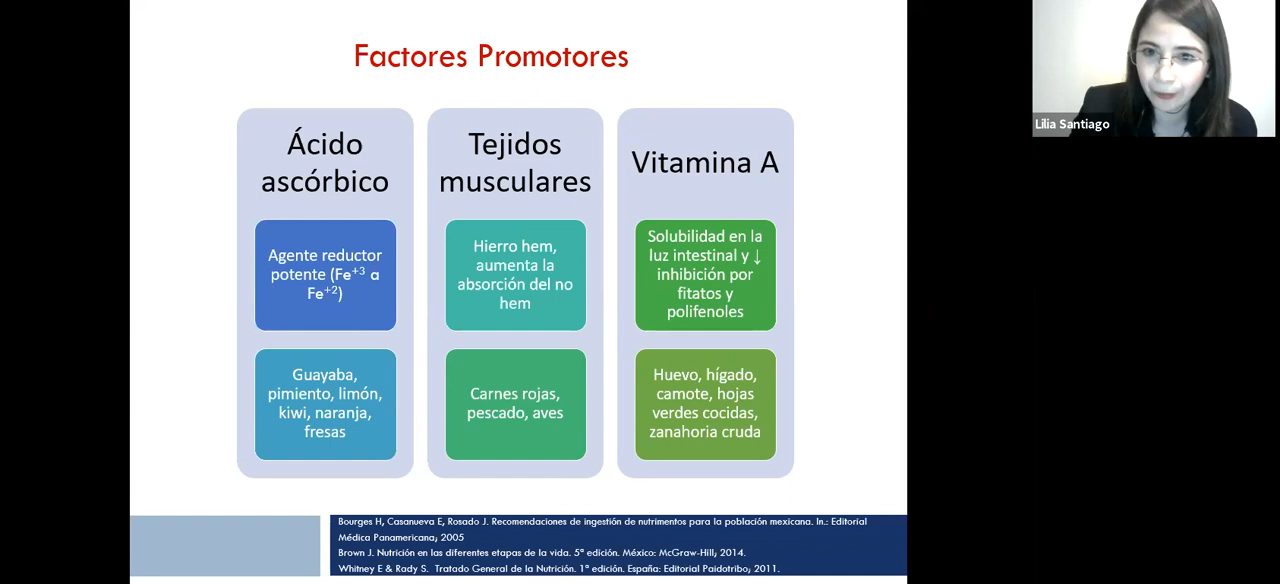 Factores Promotores
Ácido
ascórbico
Agente reductor
potente (Fe⁺³ a
Fe⁺²)
Guayaba,
pimiento, limón,
kiwi, naranja,
fresas
Tejidos
musculares
Hierro hem,
aumenta la
absorción del no
hem
Carnes rojas,
pescado, aves
Vitamina A
Solubilidad en la
luz intestinal y ↓
inhibición por
fitatos y
polifenoles
Huevo, hígado,
camote, hojas
verdes cocidas,
zanahoria cruda
Bourges H, Casanueva E, Rosado J. Recomendaciones de ingestión de nutrimentos para la población mexicana. In.: Editorial
Médica Panamericana; 2005
Brown J. Nutrición en las diferentes etapas de la vida. 5ª edición. México: McGraw-Hill; 2014.
Whitney E & Rady S. Tratado General de la Nutrición. 1ª edición. España: Editorial Paidotribo; 2011.
Lilia Santiago